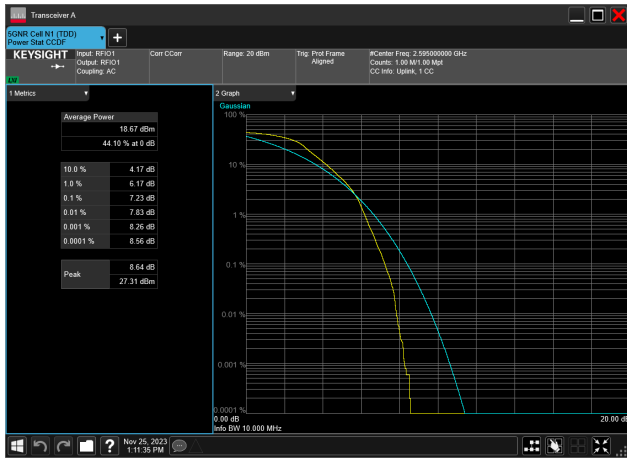 Transceiver A
5GNR Cell N1 (TDD)
Power Stat CCDF
KEYSIGHT
Input: RFIO1
Output: RFIO1
Coupling: AC
Corr CCorr
Range: 20 dBm
Trig: Prot Frame
Aligned
#Center Freq: 2.595000000 GHz
Counts: 1.00 M/1.00 Mpt
CC Info: Uplink, 1 CC
1 Metrics
Average Power
18.67 dBm
44.10 % at 0 dB
10.0 % 4.17 dB
1.0 % 6.17 dB
0.1 % 7.23 dB
0.01 % 7.83 dB
0.001 % 8.26 dB
0.0001 % 8.56 dB
Peak 8.64 dB
27.31 dBm
2 Graph
Gaussian
100 %
10 %
1 %
0.1 %
0.01 %
0.001 %
0.0001 %
0.00 dB
20.00 dB
Info BW 10.000 MHz
Nov 25, 2023
1:11:35 PM